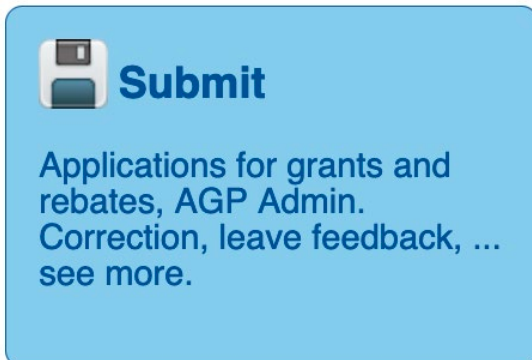 Submit
Applications for grants and
rebates, AGP Admin.
Correction, leave feedback, ...
see more.